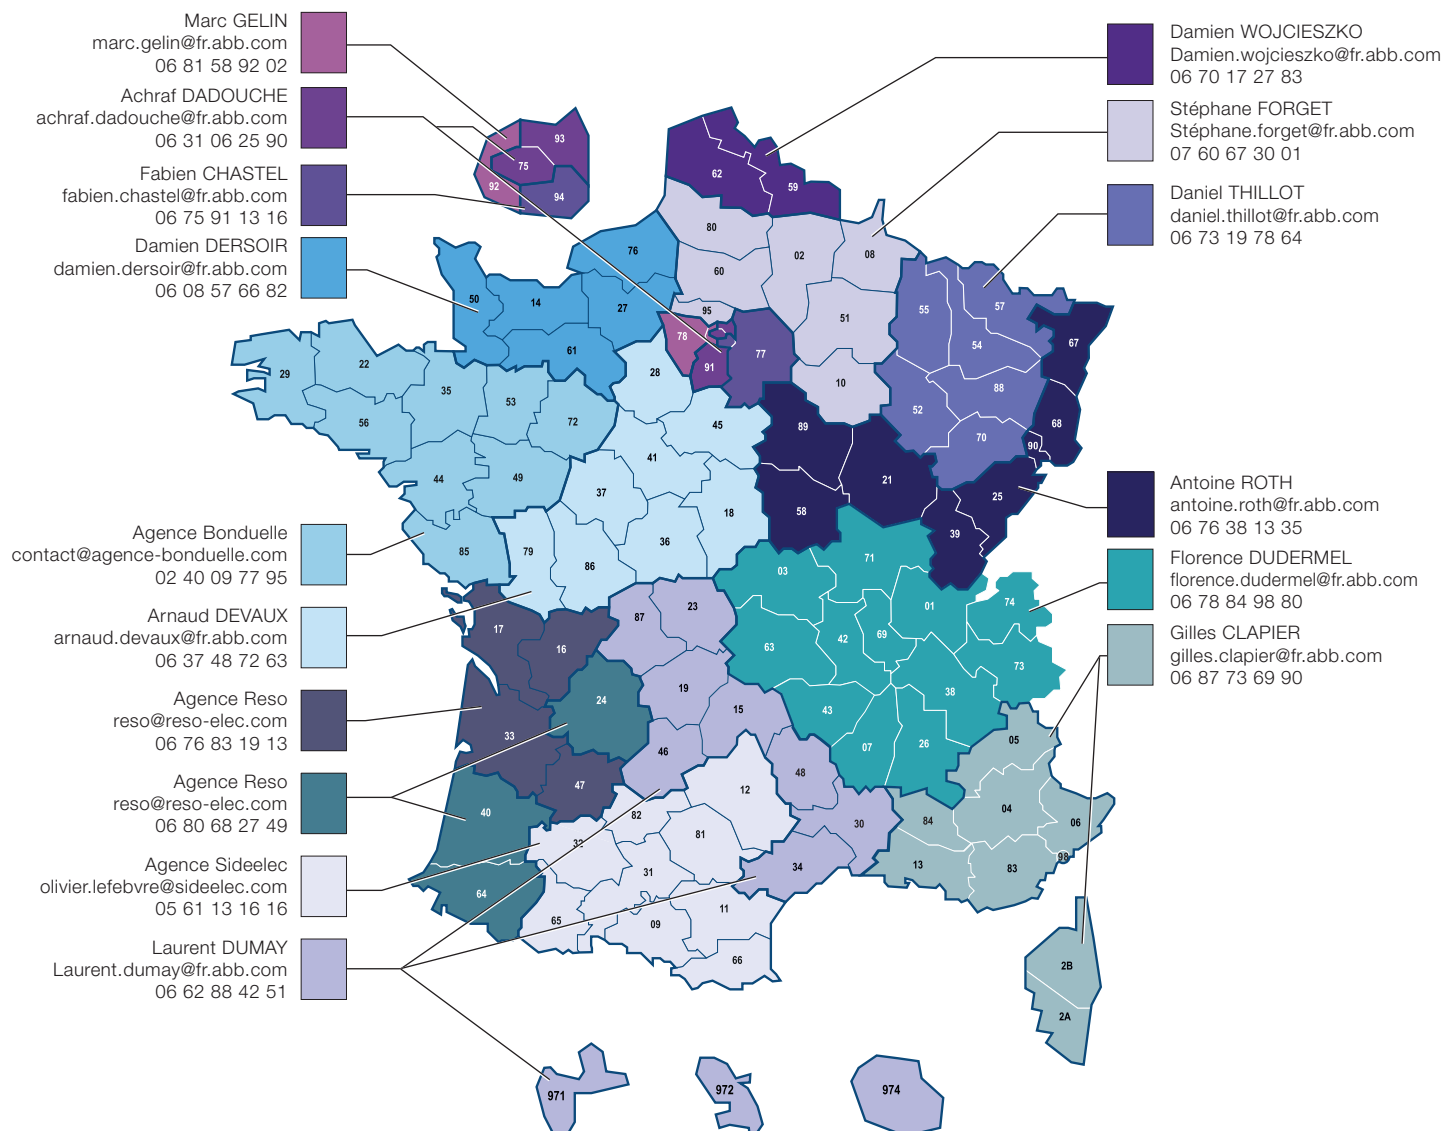 Marc GELIN
marc.gelin@fr.abb.com
06 81 58 92 02
Achraf DADOUCHE
achraf.dadouche@fr.abb.com
06 31 06 25 90
Fabien CHASTEL
fabien.chastel@fr.abb.com
06 75 91 13 16
Damien DERSOIR
damien.dersoir@fr.abb.com
06 08 57 66 82
Agence Bonduelle
contact@agence-bonduelle.com
02 40 09 77 95
Arnaud DEVAUX
arnaud.devaux@fr.abb.com
06 37 48 72 63
Agence Reso
reso@reso-elec.com
06 76 83 19 13
Agence Reso
reso@reso-elec.com
06 80 68 27 49
Agence Sideelec
olivier.lefebvre@sideelec.com
05 61 13 16 16
Laurent DUMAY
Laurent.dumay@fr.abb.com
06 62 88 42 51
Damien WOJCIESZKO
Damien.wojcieszko@fr.abb.com
06 70 17 27 83
Stéphane FORGET
Stéphane.forget@fr.abb.com
07 60 67 30 01
Daniel THILLOT
daniel.thillot@fr.abb.com
06 73 19 78 64
Antoine ROTH
antoine.roth@fr.abb.com
06 76 38 13 35
Florence DUDERMEL
florence.dudermel@fr.abb.com
06 78 84 98 80
Gilles CLAPIER
gilles.clapier@fr.abb.com
06 87 73 69 90
93
75
92
94
62
59
80
02
08
60
95
51
76
50
14
27
61
78
91
77
10
55
57
54
67
88
52
70
68
90
29
22
35
53
72
56
44
49
85
28
45
41
37
18
36
79
86
89
21
58
25
39
03
71
01
74
42
69
63
73
38
43
07
26
87
23
19
15
46
48
30
34
17
16
24
33
47
40
64
12
82
32
81
31
65
09
11
66
05
04
06
84
13
83
98
2B
2A
971
972
974